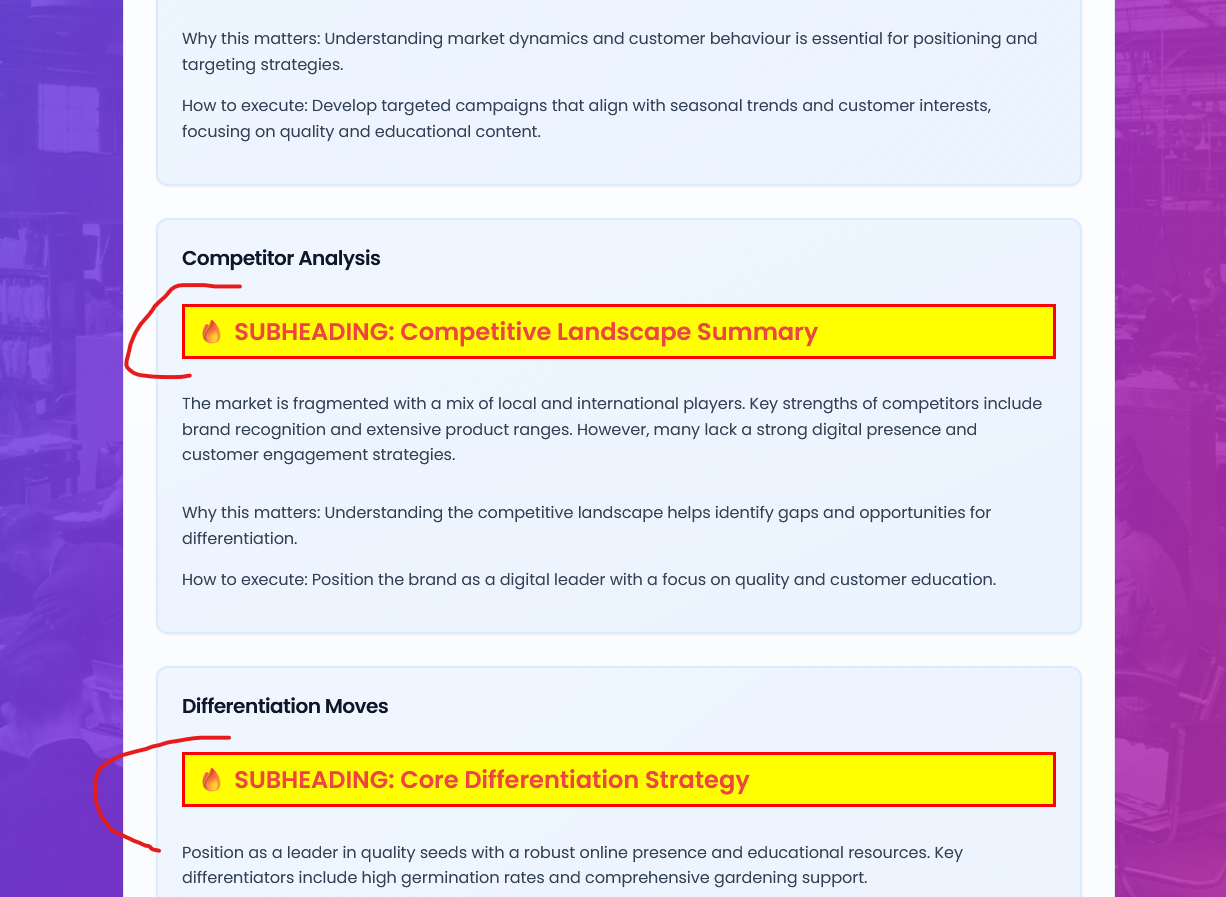 Why this matters: Understanding market dynamics and customer behaviour is essential for positioning and
targeting strategies.
How to execute: Develop targeted campaigns that align with seasonal trends and customer interests,
focusing on quality and educational content.
Competitor Analysis
🔥 SUBHEADING: Competitive Landscape Summary
The market is fragmented with a mix of local and international players. Key strengths of competitors include
brand recognition and extensive product ranges. However, many lack a strong digital presence and
customer engagement strategies.
Why this matters: Understanding the competitive landscape helps identify gaps and opportunities for
differentiation.
How to execute: Position the brand as a digital leader with a focus on quality and customer education.
Differentiation Moves
🔥 SUBHEADING: Core Differentiation Strategy
Position as a leader in quality seeds with a robust online presence and educational resources. Key
differentiators include high germination rates and comprehensive gardening support.